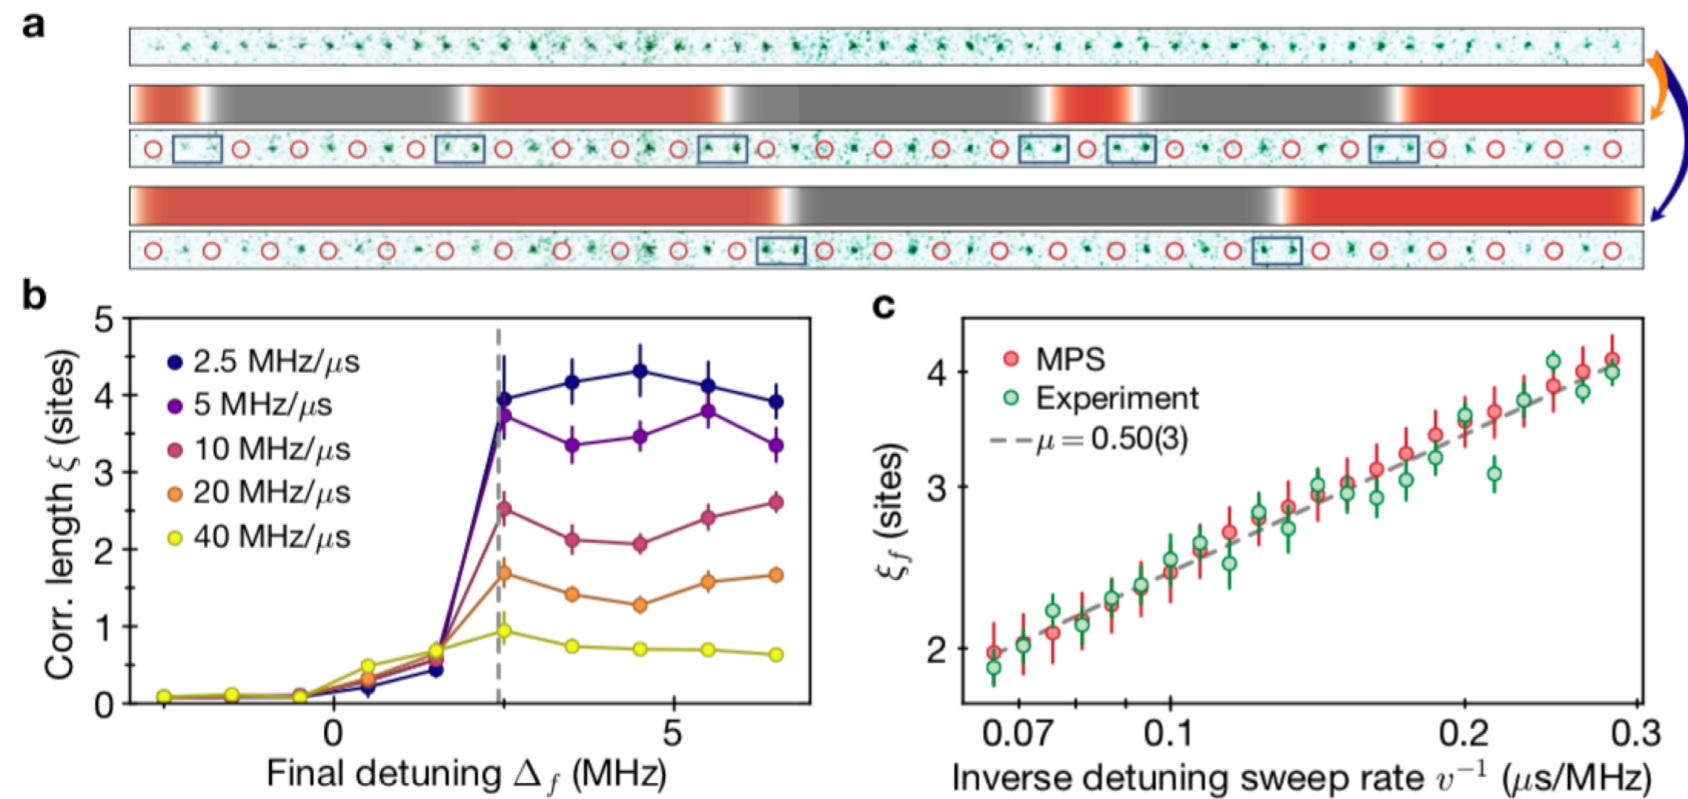 a
b
5
4
3
2
1
0
0
5
Corr. length ξ (sites)
2.5 MHz/μs
5 MHz/μs
10 MHz/μs
20 MHz/μs
40 MHz/μs
Final detuning Δf (MHz)
c
4
3
2
ξf (sites)
MPS
Experiment
μ = 0.50(3)
0.07
0.1
0.2
0.3
Inverse detuning sweep rate v⁻¹ (μs/MHz)